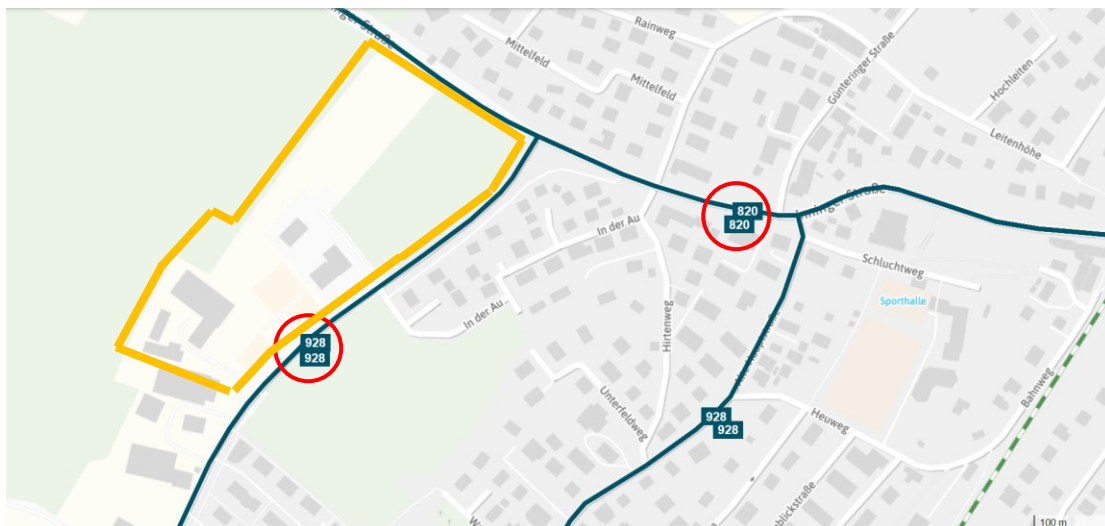 Rainweg
Mittelfeld
Mittelfeld
Günteringer Straße
Hochleiten
Leitenhöhe
820
820
In der Au
Schluchtweg
Sporthalle
In der Au
Hirtenweg
928
928
Bahnweg
Unterfeldweg
928
928
Heuweg
100 m